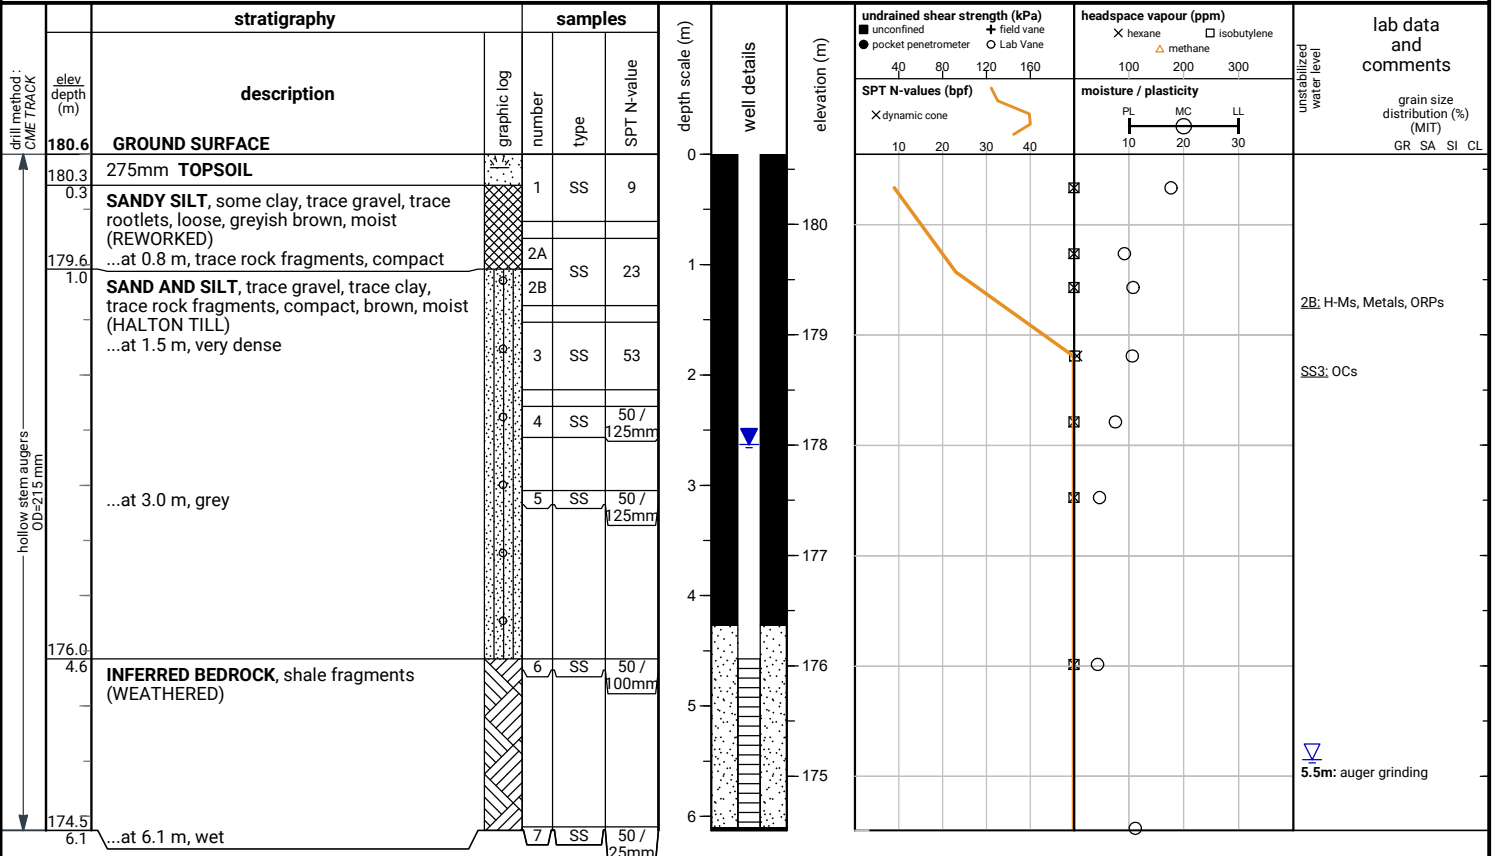 stratigraphy
samples
drill method :
CME TRACK
elev
depth
(m)
description
graphic log
number
type
SPT N-value
depth scale (m)
well details
elevation (m)
undrained shear strength (kPa)
unconfined
field vane
pocket penetrometer
Lab Vane
40 80 120 160
headspace vapour (ppm)
hexane
isobutylene
methane
100 200 300
SPT N-values (bpf)
dynamic cone
10 20 30 40
moisture / plasticity
PL MC LL
10 20 30
unstabilized
water level
lab data
and
comments
grain size
distribution (%)
(MIT)
GR SA SI CL
180.6 GROUND SURFACE
180.3
0.3
275mm TOPSOIL
SANDY SILT, some clay, trace gravel, trace
rootlets, loose, greyish brown, moist
(REWORKED)
...at 0.8 m, trace rock fragments, compact
179.6
1.0
SAND AND SILT, trace gravel, trace clay,
trace rock fragments, compact, brown, moist
(HALTON TILL)
...at 1.5 m, very dense
...at 3.0 m, grey
176.0
4.6
INFERRED BEDROCK, shale fragments
(WEATHERED)
174.5
6.1
...at 6.1 m, wet
hollow stem augers
OD=215 mm
1 SS 9
2A
SS 23
2B
3 SS 53
4 SS 50 /
125mm
5 SS 50 /
125mm
6 SS 50 /
100mm
7 SS 50 /
25mm
0
1
2
3
4
5
6
180
179
178
177
176
175
2B: H-Ms, Metals, ORPs
SS3: OCs
5.5m: auger grinding